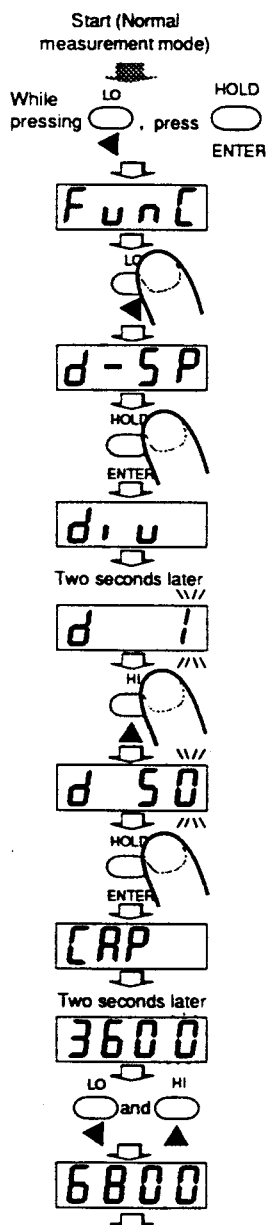 Start (Normal
measurement mode)
While
pressing
LO
, press
HOLD
ENTER
FunC
LO
d-SP
HOLD
ENTER
diu
Two seconds later
d 1
HI
d 50
HOLD
ENTER
CAP
Two seconds later
3600
LO
and
HI
6800